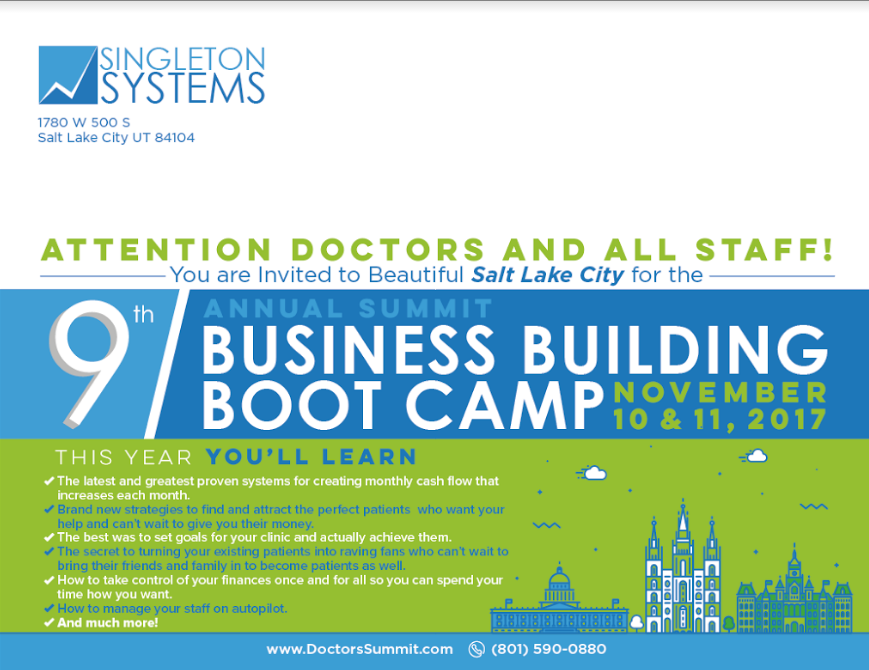 SINGLETON
SYSTEMS
1780 W 500 S
Salt Lake City UT 84104
ATTENTION DOCTORS AND ALL STAFF!
You are Invited to Beautiful Salt Lake City for the
9th
ANNUAL SUMMIT
BUSINESS BUILDING
BOOT CAMP
NOVEMBER
10 & 11, 2017
THIS YEAR YOU'LL LEARN
✔ The latest and greatest proven systems for creating monthly cash flow that
increases each month.
✔ Brand new strategies to find and attract the perfect patients who want your
help and can't wait to give you their money.
✔ The best was to set goals for your clinic and actually achieve them.
✔ The secret to turning your existing patients into raving fans who can't wait to
bring their friends and family in to become patients as well.
✔ How to take control of your finances once and for all so you can spend your
time how you want.
✔ How to manage your staff on autopilot.
✔ And much more!
www.DoctorsSummit.com (801) 590-0880